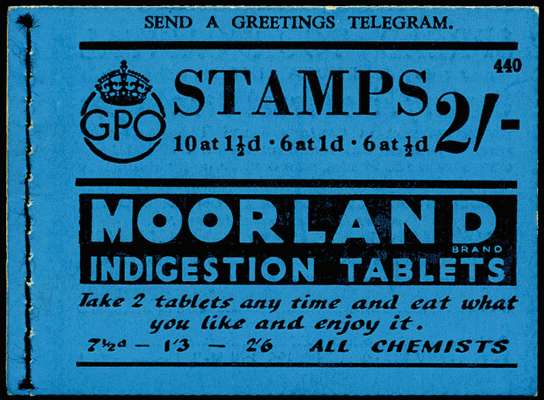 SEND A GREETINGS TELEGRAM.
440
GPO
STAMPS 2/-
10 at 1½d · 6 at 1d · 6 at ½d
MOORLAND
BRAND
INDIGESTION TABLETS
Take 2 tablets any time and eat what
you like and enjoy it.
7½d — 1'3 — 2'6 ALL CHEMISTS